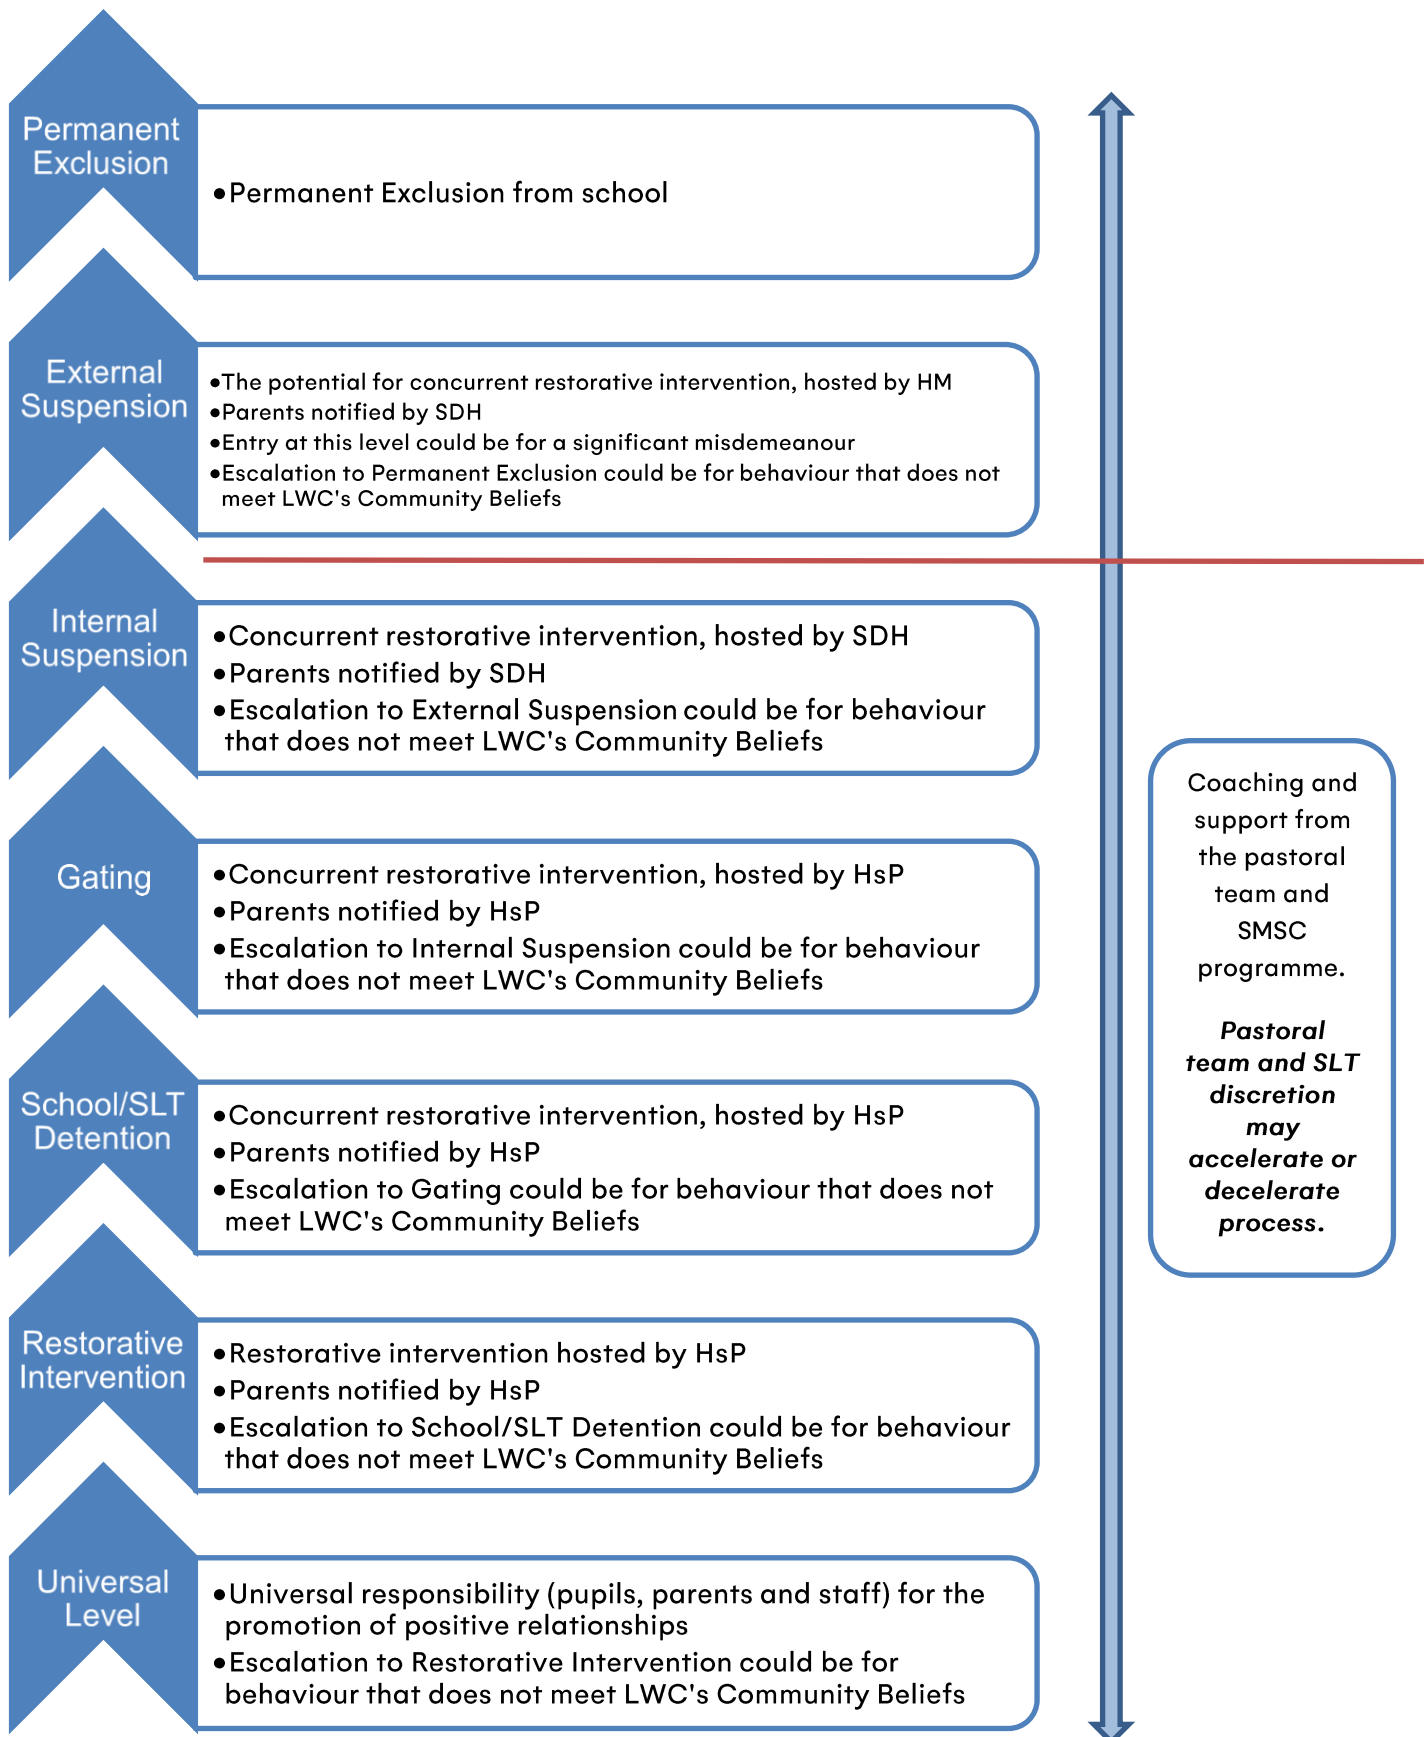 Permanent
Exclusion
•Permanent Exclusion from school
External
Suspension
•The potential for concurrent restorative intervention, hosted by HM
•Parents notified by SDH
•Entry at this level could be for a significant misdemeanour
•Escalation to Permanent Exclusion could be for behaviour that does not
meet LWC's Community Beliefs
Internal
Suspension
•Concurrent restorative intervention, hosted by SDH
•Parents notified by SDH
•Escalation to External Suspension could be for behaviour
that does not meet LWC's Community Beliefs
Gating
•Concurrent restorative intervention, hosted by HsP
•Parents notified by HsP
•Escalation to Internal Suspension could be for behaviour
that does not meet LWC's Community Beliefs
School/SLT
Detention
•Concurrent restorative intervention, hosted by HsP
•Parents notified by HsP
•Escalation to Gating could be for behaviour that does not
meet LWC's Community Beliefs
Restorative
Intervention
•Restorative intervention hosted by HsP
•Parents notified by HsP
•Escalation to School/SLT Detention could be for behaviour
that does not meet LWC's Community Beliefs
Universal
Level
•Universal responsibility (pupils, parents and staff) for the
promotion of positive relationships
•Escalation to Restorative Intervention could be for
behaviour that does not meet LWC's Community Beliefs
Coaching and
support from
the pastoral
team and
SMSC
programme.
Pastoral
team and SLT
discretion
may
accelerate or
decelerate
process.